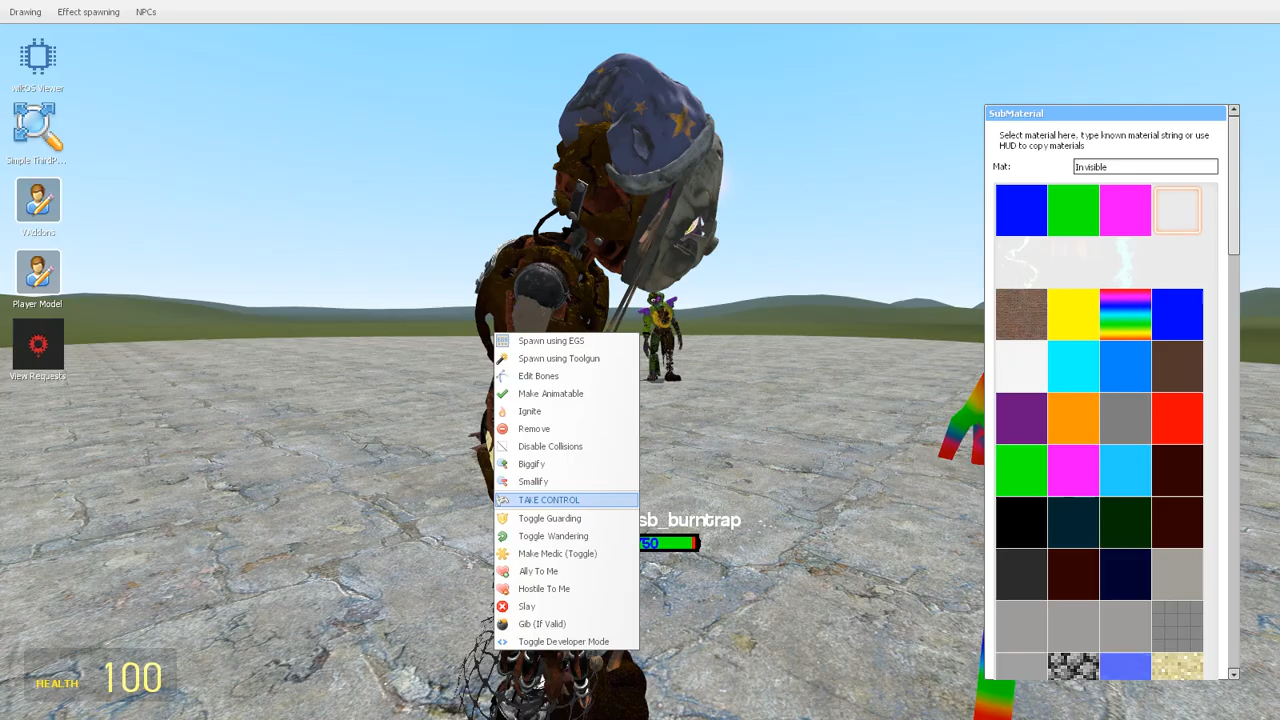 Drawing
Effect spawning
NPCs
Simple ThirdP...
VAddons
Player Model
View Requests
Spawn using EGS
Spawn using Toolgun
Edit Bones
Make Animatable
Ignite
Remove
Disable Collisions
Biggify
Smallify
TAKE CONTROL
Toggle Guarding
Toggle Wandering
Make Medic (Toggle)
Ally To Me
Hostile To Me
Slay
Gib (If Valid)
Toggle Developer Mode
sb_burntrap
HEALTH 100
SubMaterial
Select material here, type known material string or use
HUD to copy materials
Mat: Invisible